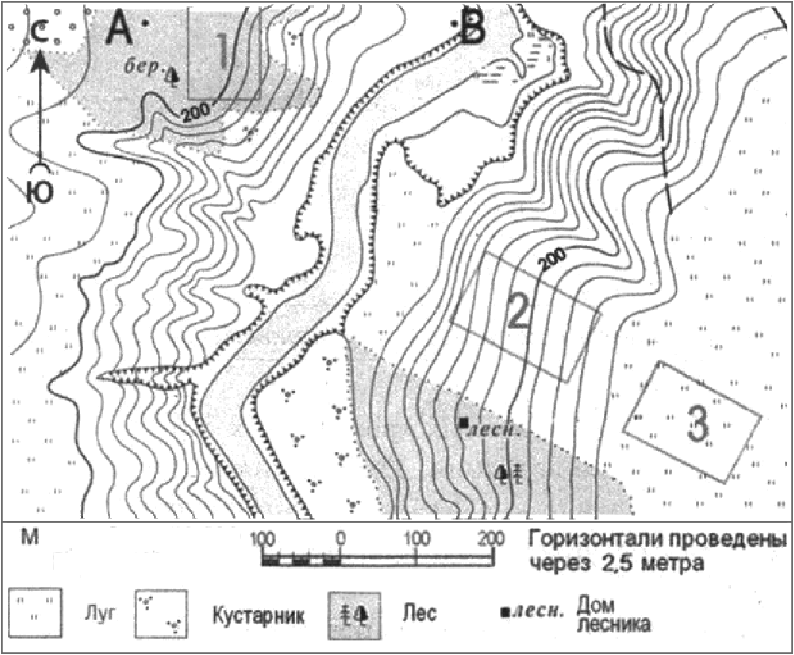 С
А
В
1
бер.
200
Ю
200
2
3
лесн.
М
100 0 100 200
Горизонтали проведены
через 2,5 метра
Луг
Кустарник
Лес
лесн.
Дом
лесника